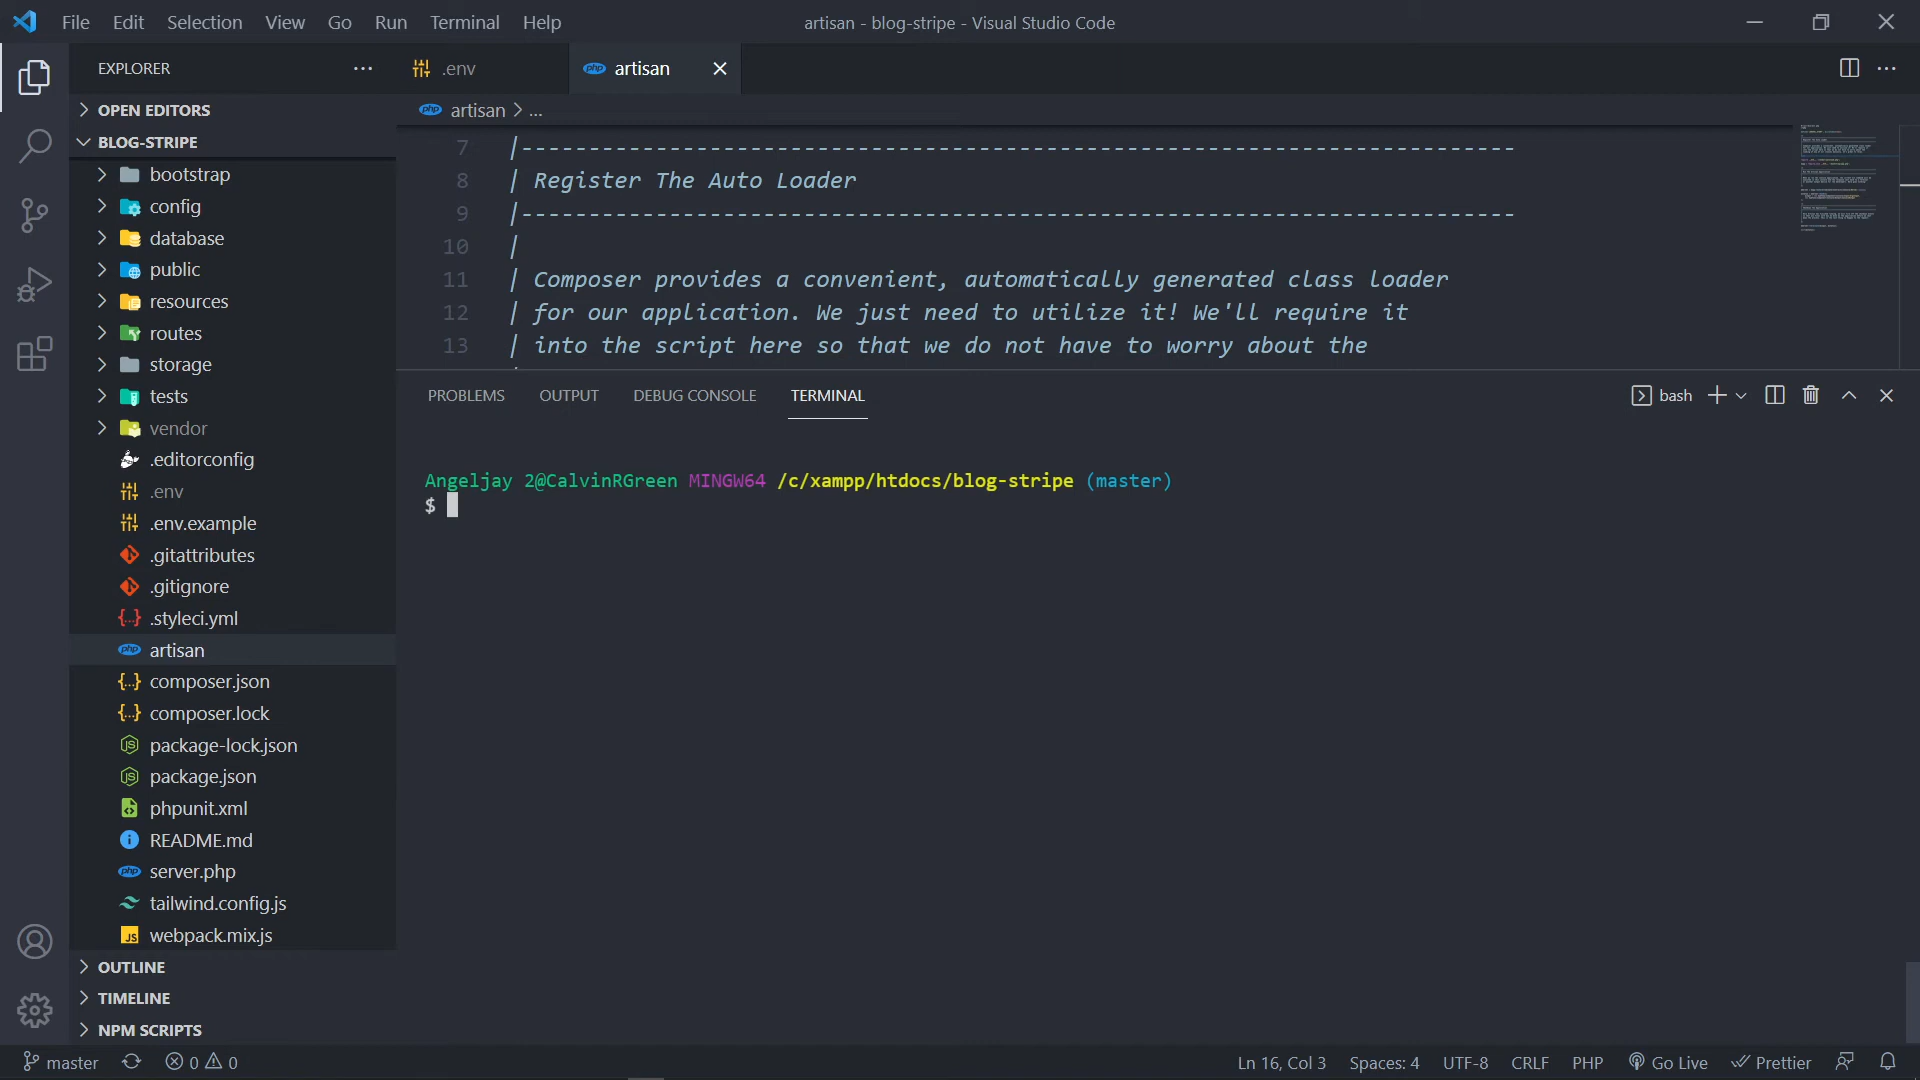 File Edit Selection View Go Run Terminal Help
artisan - blog-stripe - Visual Studio Code
EXPLORER
.env
artisan
OPEN EDITORS
artisan > ...
BLOG-STRIPE
bootstrap
config
database
public
resources
routes
storage
tests
vendor
.editorconfig
.env
.env.example
.gitattributes
.gitignore
.styleci.yml
artisan
composer.json
composer.lock
package-lock.json
package.json
phpunit.xml
README.md
server.php
tailwind.config.js
webpack.mix.js
OUTLINE
TIMELINE
NPM SCRIPTS
7 |--------------------------------------------------------------------------
8 | Register The Auto Loader
9 |--------------------------------------------------------------------------
10 |
11 | Composer provides a convenient, automatically generated class loader
12 | for our application. We just need to utilize it! We'll require it
13 | into the script here so that we do not have to worry about the
PROBLEMS OUTPUT DEBUG CONSOLE TERMINAL
bash
Angeljay 2@CalvinRGreen MINGW64 /c/xampp/htdocs/blog-stripe (master)
$
master 0 0 Ln 16, Col 3 Spaces: 4 UTF-8 CRLF PHP Go Live Prettier